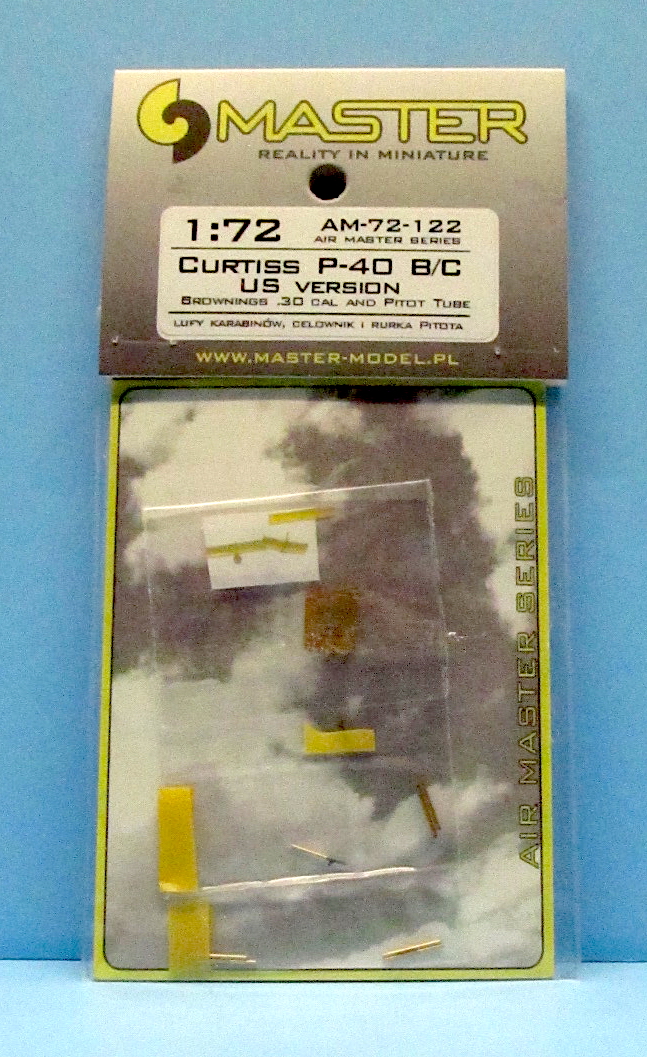 MASTER
REALITY IN MINIATURE
1:72
AM-72-122
AIR MASTER SERIES
CURTISS P-40 B/C
US VERSION
BROWNINGS .30 CAL AND PITOT TUBE
LUFY KARABINÓW, CELOWNIK I RURKA PITOTA
WWW.MASTER-MODEL.PL
AIR MASTER SERIES